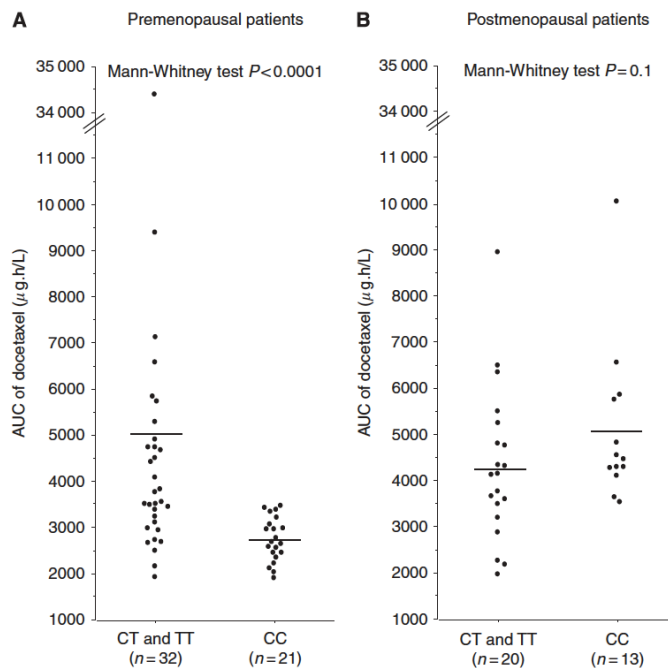 A
Premenopausal patients
Mann-Whitney test P<0.0001
AUC of docetaxel (µg.h/L)
35 000
34 000
11 000
10 000
9000
8000
7000
6000
5000
4000
3000
2000
1000
CT and TT
(n=32)
CC
(n=21)
B
Postmenopausal patients
Mann-Whitney test P=0.1
AUC of docetaxel (µg.h/L)
35 000
34 000
11 000
10 000
9000
8000
7000
6000
5000
4000
3000
2000
1000
CT and TT
(n=20)
CC
(n=13)